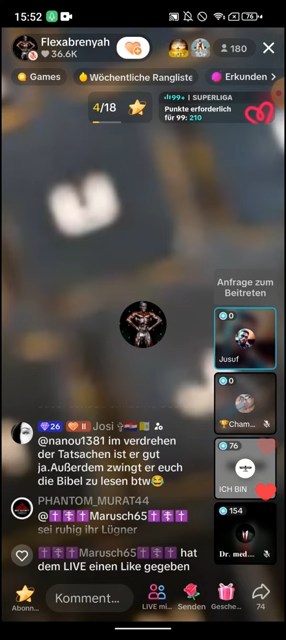 15:52
76
Flexabrenyah
36.6K
180
Games
Wöchentliche Rangliste
Erkunden
4/18
99+ | SUPERLIGA
Punkte erforderlich
für 99: 210
Anfrage zum
Beitreten
0
Jusuf
0
Cham...
76
ICH BIN
154
Dr. med...
26 II Josi
@nanou1381 im verdrehen
der Tatsachen ist er gut
ja.Außerdem zwingt er euch
die Bibel zu lesen btw😂
PHANTOM_MURAT44
@✝️☦️✝️Marusch65✝️☦️✝️
sei ruhig ihr Lügner
✝️☦️✝️Marusch65✝️☦️✝️ hat
dem LIVE einen Like gegeben
Abonn...
Komment...
LIVE mi...
Senden
Gesche...
74